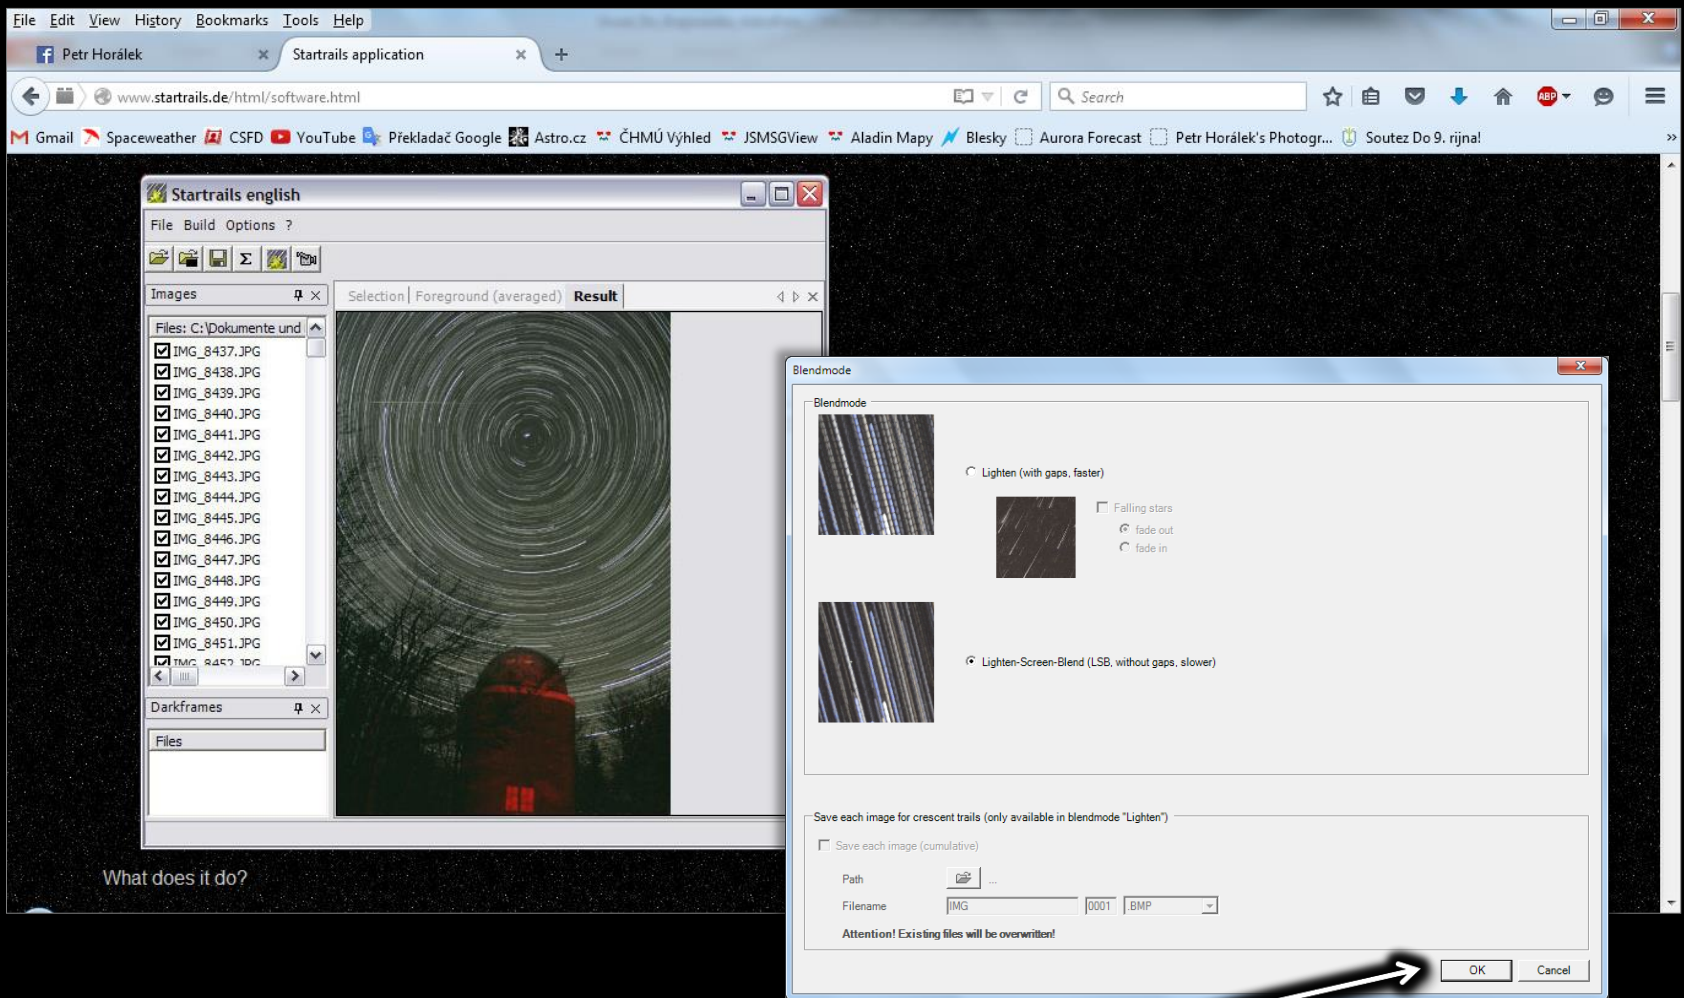 File Edit View History Bookmarks Tools Help
Petr Horálek
Startrails application
www.startrails.de/html/software.html
Search
ABP
Gmail Spaceweather CSFD YouTube Překladač Google Astro.cz ČHMÚ Výhled JSMSGView Aladin Mapy Blesky Aurora Forecast Petr Horálek's Photogr... Soutez Do 9. rijna!
Startrails english
File Build Options ?
Images
Selection Foreground (averaged) Result
Files: C:\Dokumente und
IMG_8437.JPG
IMG_8438.JPG
IMG_8439.JPG
IMG_8440.JPG
IMG_8441.JPG
IMG_8442.JPG
IMG_8443.JPG
IMG_8444.JPG
IMG_8445.JPG
IMG_8446.JPG
IMG_8447.JPG
IMG_8448.JPG
IMG_8449.JPG
IMG_8450.JPG
IMG_8451.JPG
IMG_8452.JPG
Darkframes
Files
What does it do?
Blendmode
Blendmode
Lighten (with gaps, faster)
Falling stars
fade out
fade in
Lighten-Screen-Blend (LSB, without gaps, slower)
Save each image for crescent trails (only available in blendmode "Lighten")
Save each image (cumulative)
Path ...
Filename IMG 0001 .BMP
Attention! Existing files will be overwritten!
OK Cancel